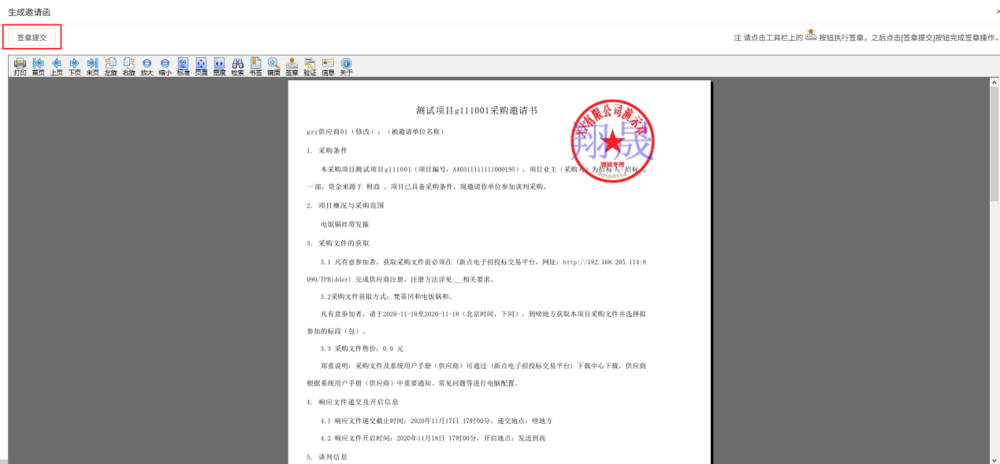 生成邀请函
×
签章提交
注:请点击工具栏上的 按钮执行签章，之后点击[签章提交]按钮完成签章操作。
打印 首页 上页 下页 末页 左旋 右旋 放大 缩小 标准 页面 宽度 检索 书签 镜面 签章 验证 信息 关于
测试项目g111001采购邀请书
XX有限公司演示章
翔晟
测试专用
20100114
gzy供应商01（修改）：（被邀请单位名称）
1. 采购条件
本采购项目测试项目g111001（项目编号：A40311111111000195），项目业主（采购人）为招标人-招标人
一部，资金来源于 财政 ，项目已具备采购条件，现邀请你单位参加谈判采购。
2. 项目概况与采购范围
电饭锅丝带发箍
3. 采购文件的获取
3.1 凡有意参加者，获取采购文件前必须在（新点电子招投标交易平台，网址：http://192.168.205.114:8
090/TPBidder）完成供应商注册，注册方法详见___相关要求。
3.2采购文件获取方式：梵蒂冈和电饭锅和。
凡有意参加者，请于2020-11-10至2020-11-18（北京时间，下同），到啥地方获取本项目采购文件并选择拟
参加的标段（包）。
3.3 采购文件售价：0.0 元
郑重说明：采购文件及系统用户手册（供应商）可通过（新点电子招投标交易平台）下载中心下载，供应商
根据系统用户手册（供应商）中重要通知、常见问题等进行电脑配置。
4. 响应文件递交及开启信息
4.1 响应文件递交截止时间：2020年11月17日 17时00分，递交地点：啥地方
4.2 响应文件开启时间：2020年11月18日 17时00分，开启地点：发送到高
5. 谈判信息